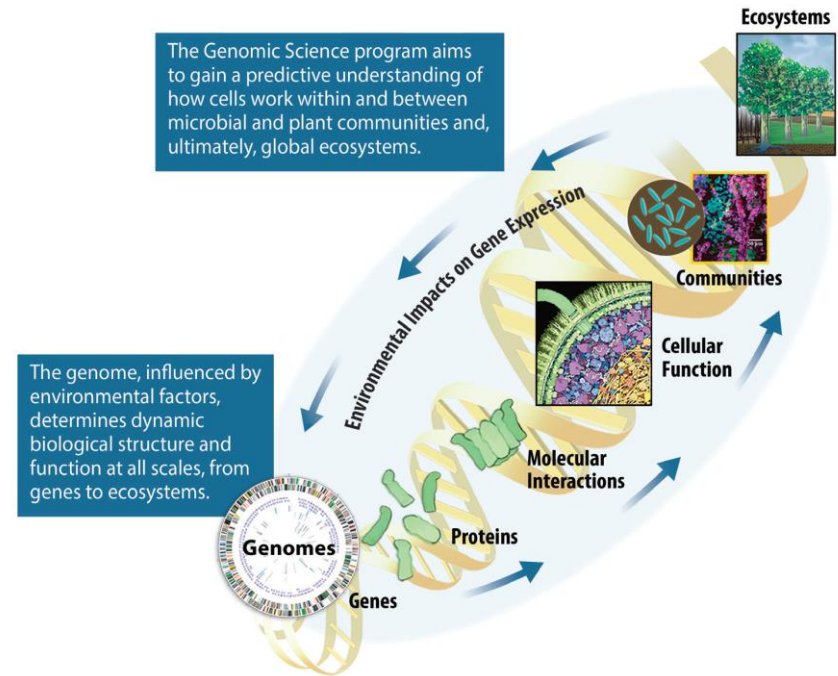 Ecosystems
The Genomic Science program aims
to gain a predictive understanding of
how cells work within and between
microbial and plant communities and,
ultimately, global ecosystems.
Environmental Impacts on Gene Expression
Communities
Cellular
Function
The genome, influenced by
environmental factors,
determines dynamic
biological structure and
function at all scales, from
genes to ecosystems.
Molecular
Interactions
Proteins
Genomes
Genes